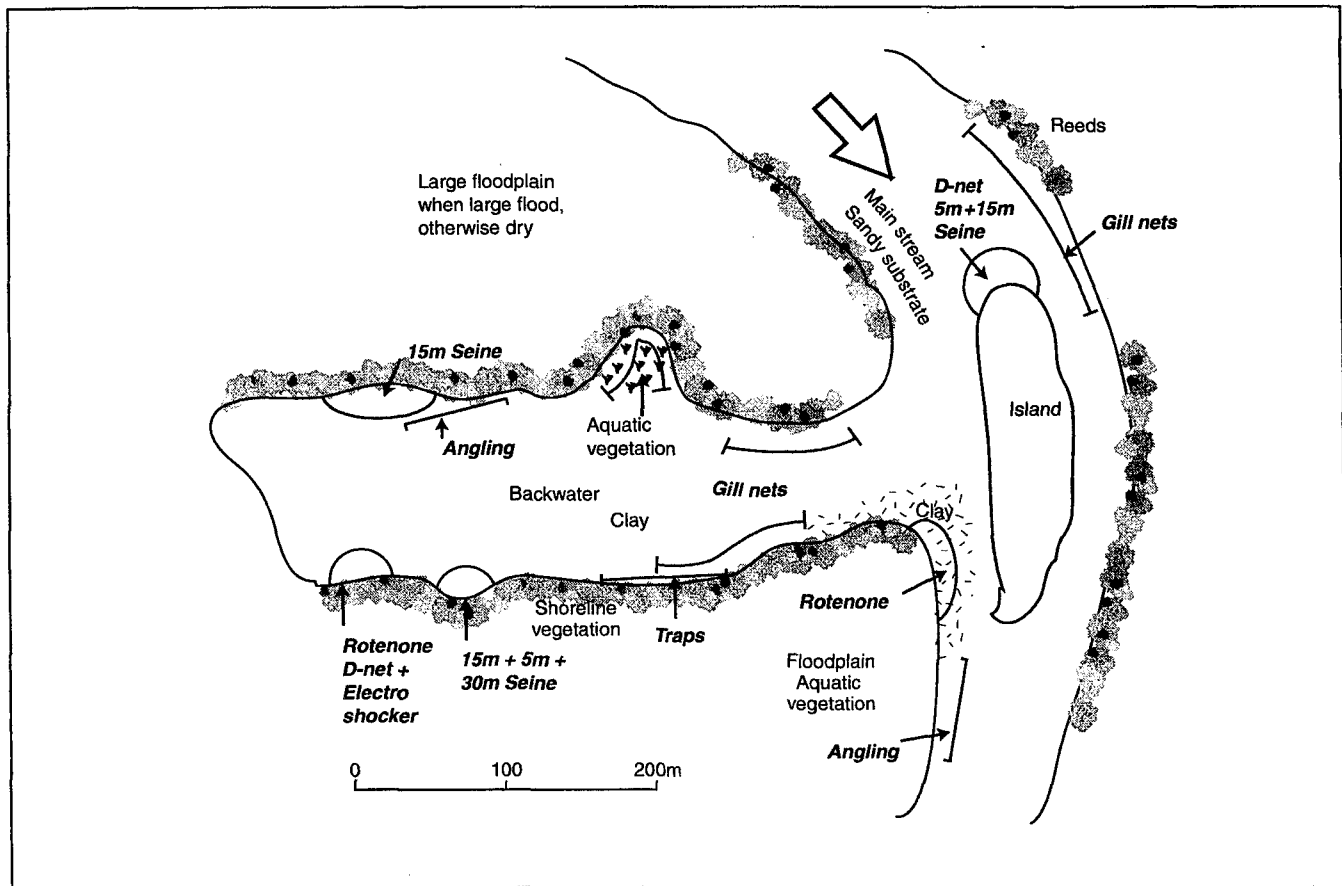 Reeds
Large floodplain
when large flood,
otherwise dry
Main stream
Sandy substrate
D-net
5m+15m
Seine
Gill nets
15m Seine
Angling
Aquatic
vegetation
Island
Backwater
Gill nets
Clay
Clay
Rotenone
Shoreline
vegetation
Traps
Rotenone
D-net +
Electro
shocker
15m + 5m +
30m Seine
Floodplain
Aquatic
vegetation
Angling
0 100 200m